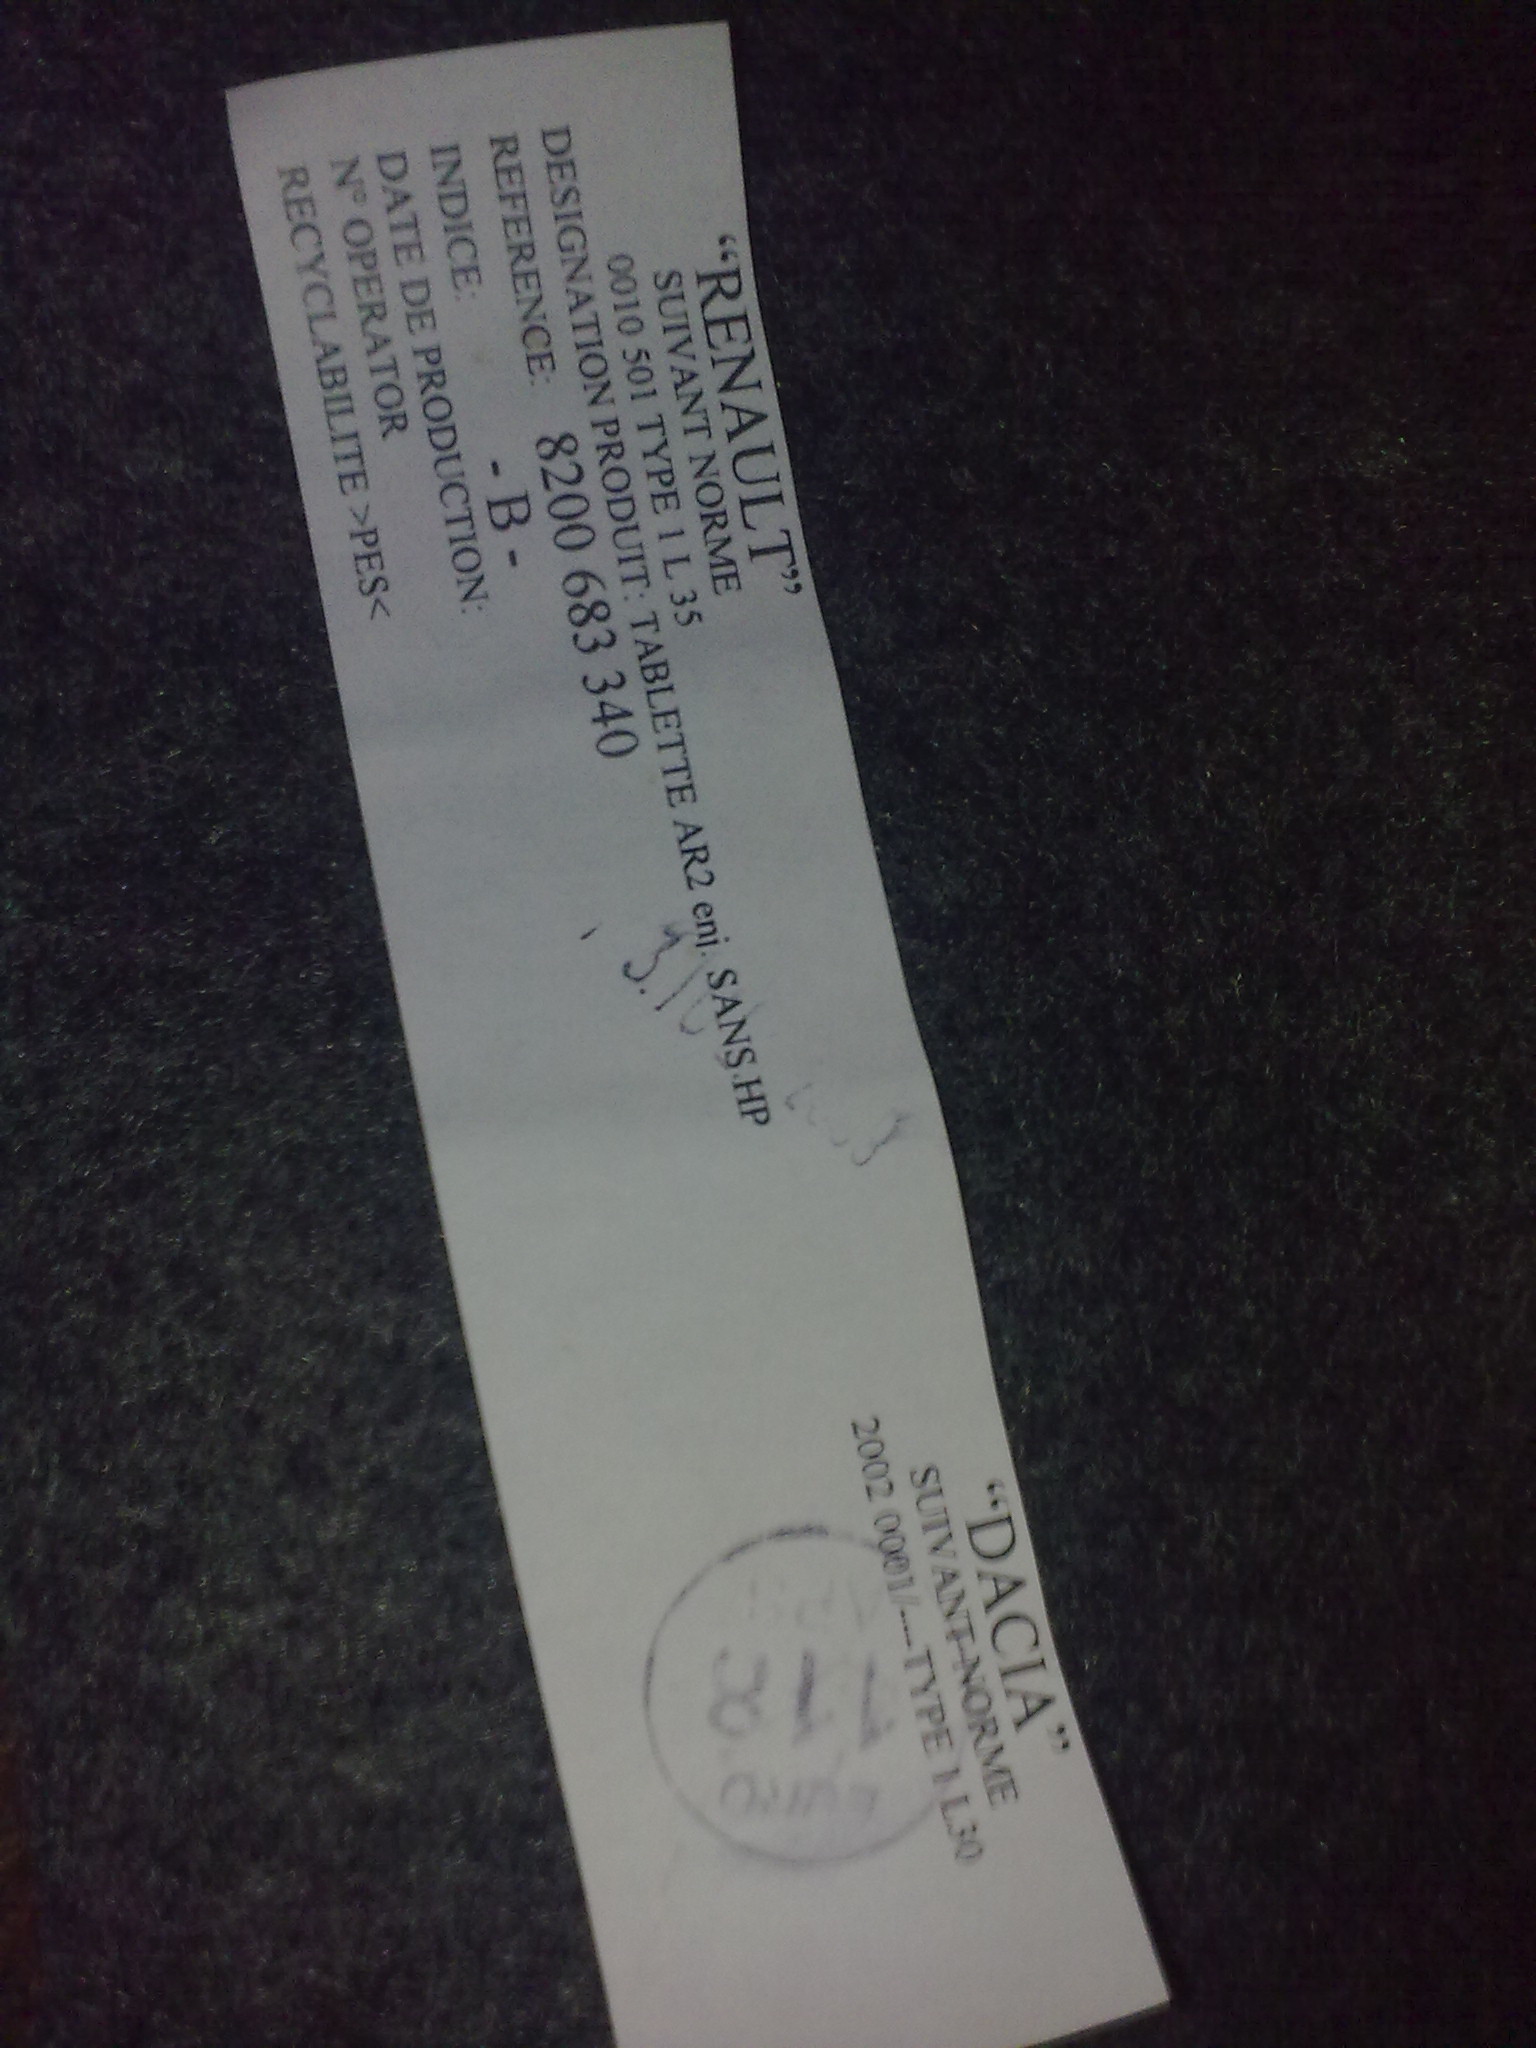 “RENAULT”
SUIVANT NORME
0010 501 TYPE 1 L 35
DESIGNATION PRODUIT: TABLETTE AR2 enj. SANS.HP
REFERENCE: 8200 683 340
INDICE: - B -
DATE DE PRODUCTION:
N° OPERATOR
RECYCLABILITE >PES<
“DACIA”
SUIVANT NORME
2002 0001/----TYPE 1 L30